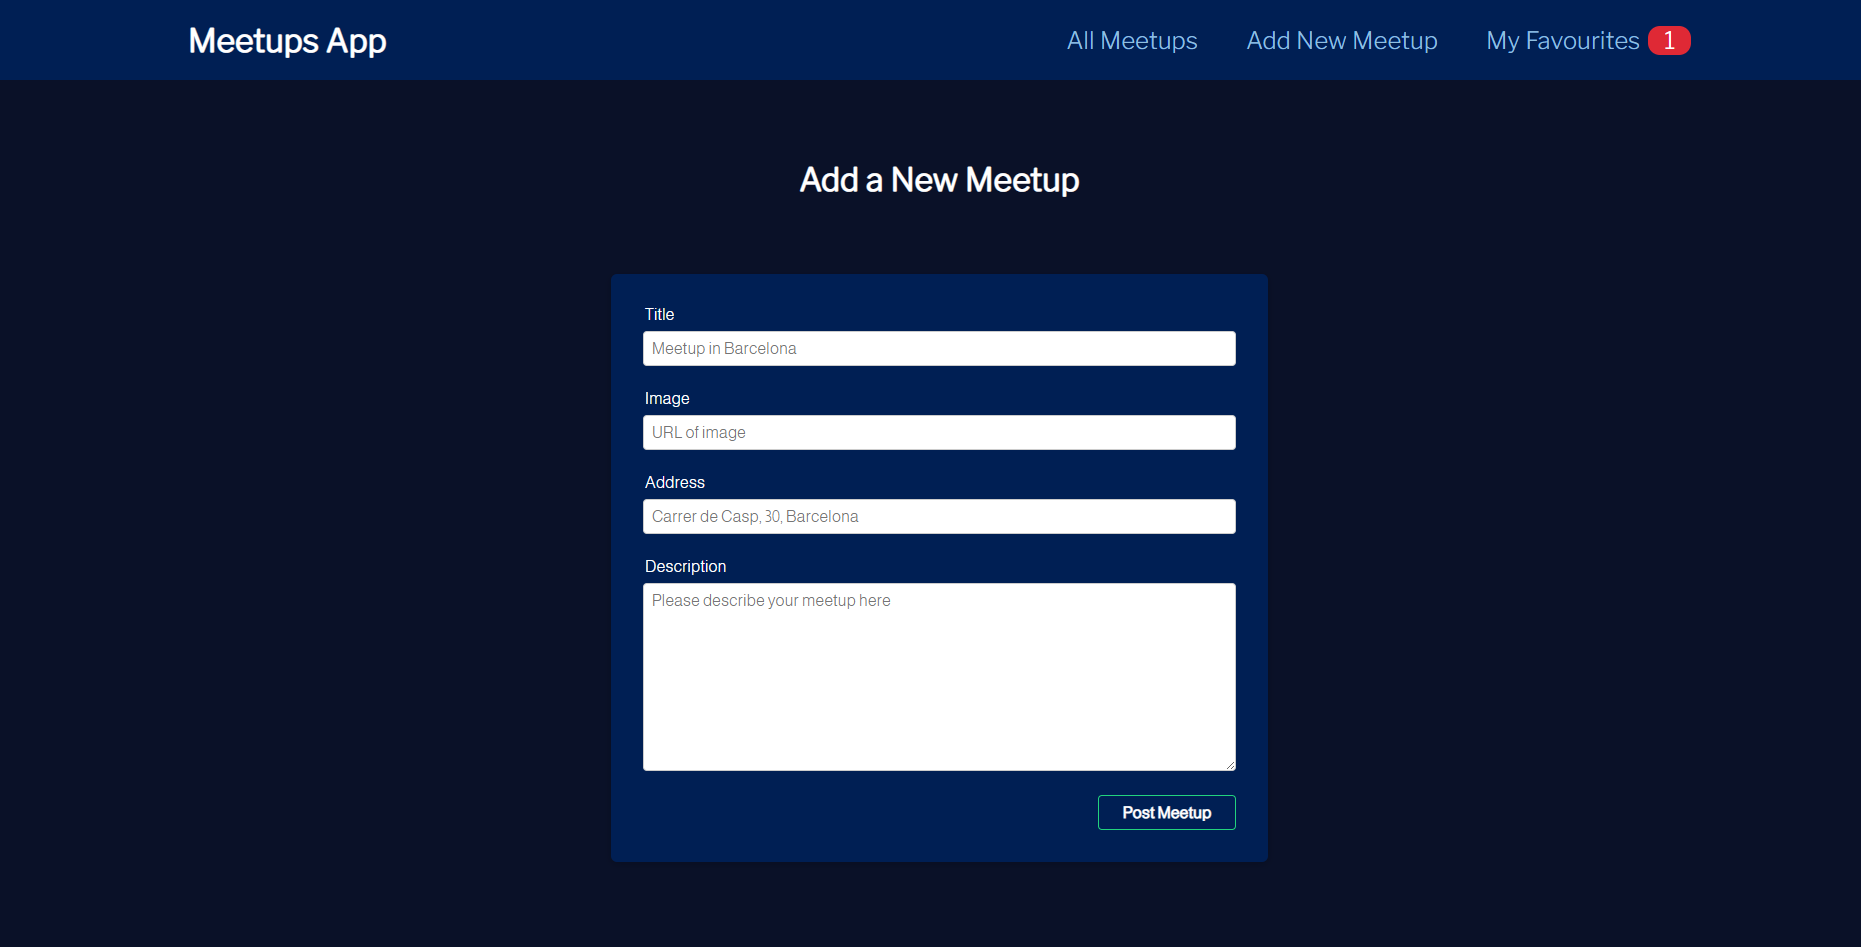 Meetups App
All Meetups
Add New Meetup
My Favourites 1
Add a New Meetup
Title
Meetup in Barcelona
Image
URL of image
Address
Carrer de Casp, 30, Barcelona
Description
Please describe your meetup here
Post Meetup